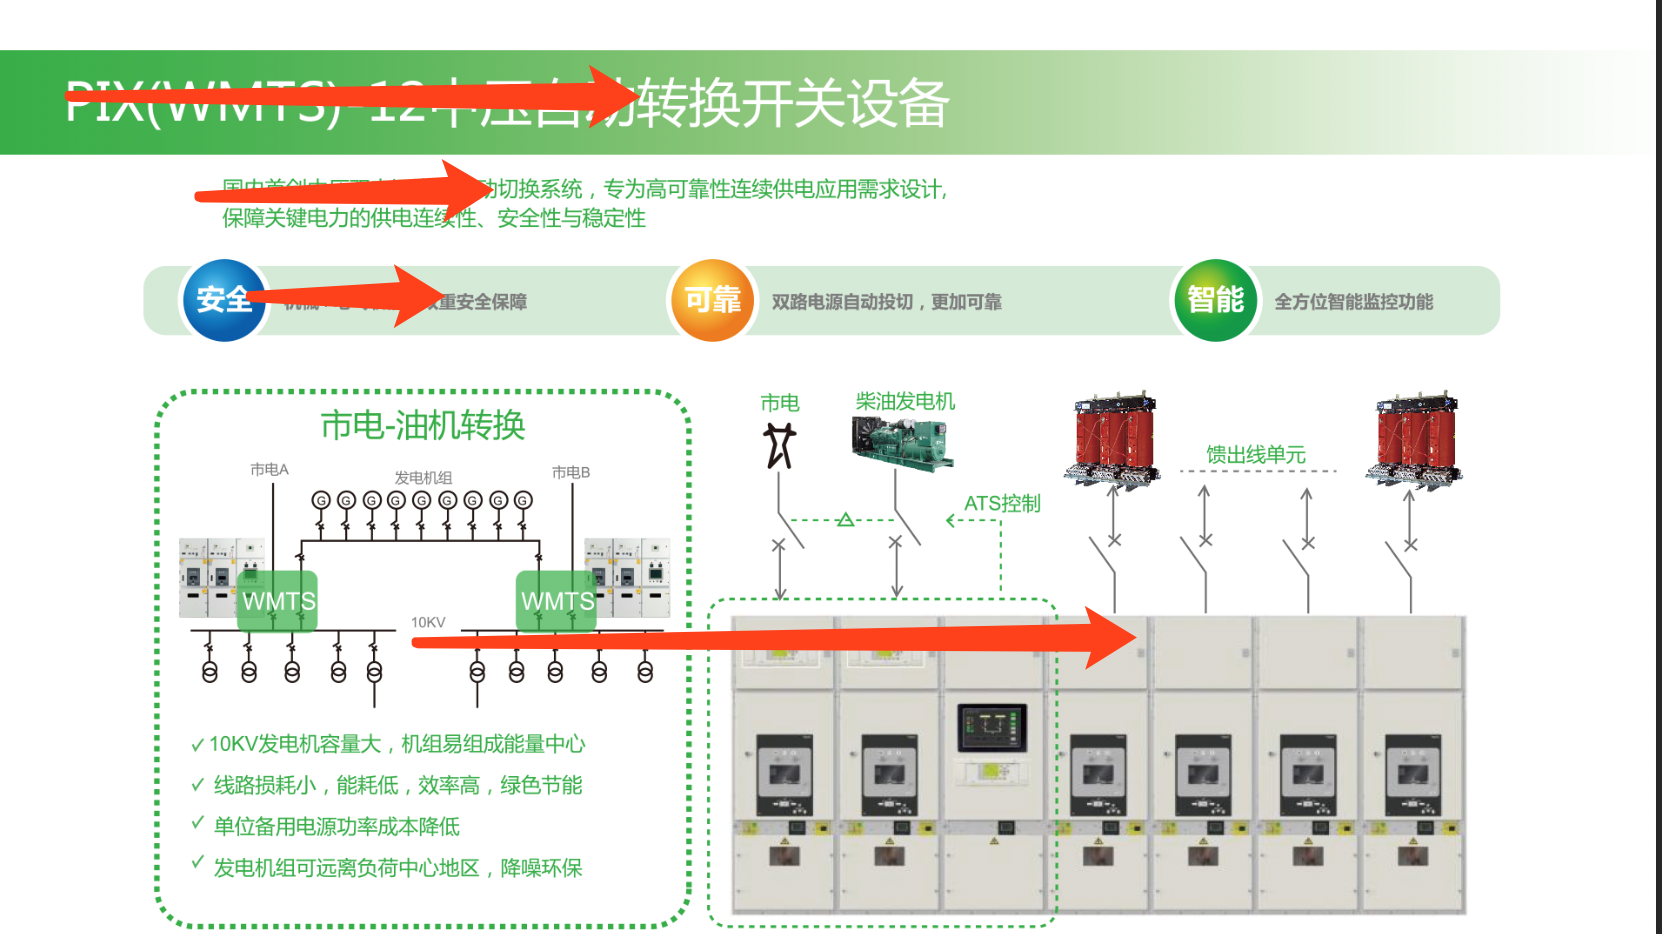 PIX(WMTS)-12中压自动转换开关设备
切换系统，专为高可靠性连续供电应用需求设计,
保障关键电力的供电连续性、安全性与稳定性
安全
重安全保障
可靠
双路电源自动投切，更加可靠
智能
全方位智能监控功能
市电-油机转换
市电A
发电机组
市电B
G G G G G G G G G
WMTS
WMTS
10KV
10KV发电机容量大，机组易组成能量中心
线路损耗小，能耗低，效率高，绿色节能
单位备用电源功率成本降低
发电机组可远离负荷中心地区，降噪环保
市电
柴油发电机
ATS控制
馈出线单元